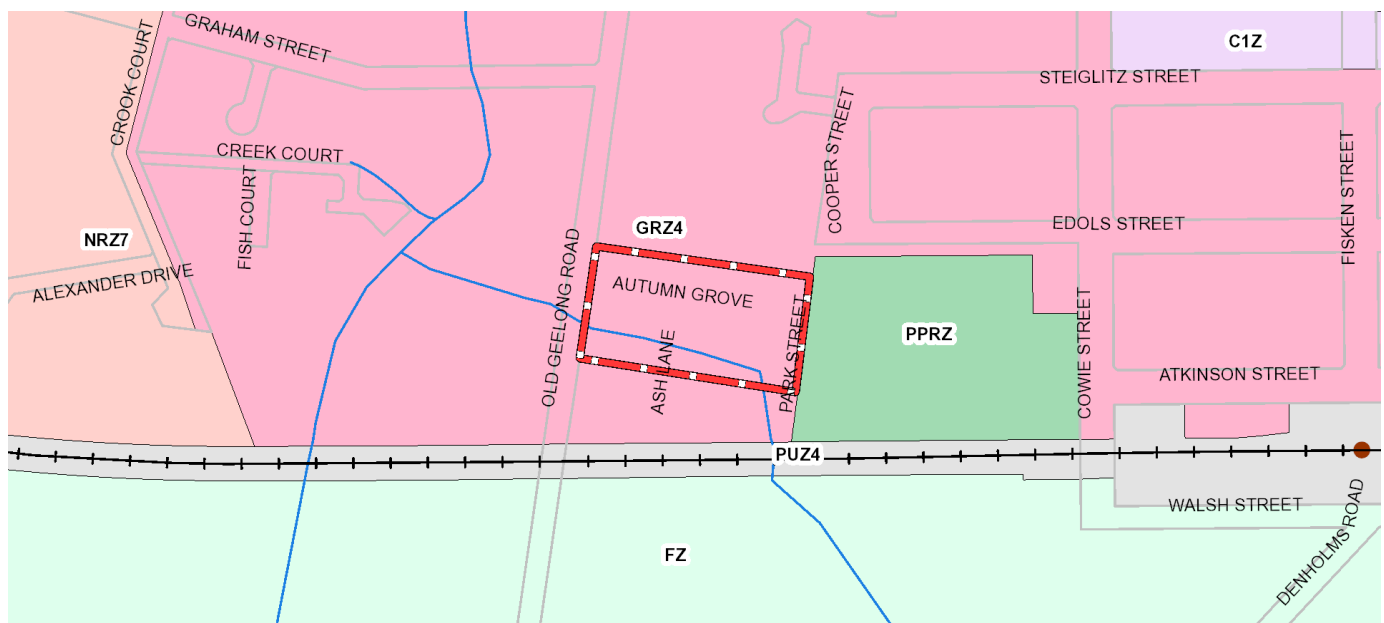 GRAHAM STREET
CROOK COURT
C1Z
STEIGLITZ STREET
COOPER STREET
CREEK COURT
FISH COURT
FISKEN STREET
EDOLS STREET
GRZ4
NRZ7
ALEXANDER DRIVE
OLD GEELONG ROAD
AUTUMN GROVE
ASH LANE
PARK STREET
PPRZ
COWIE STREET
ATKINSON STREET
PUZ4
WALSH STREET
DENHOLMS ROAD
FZ